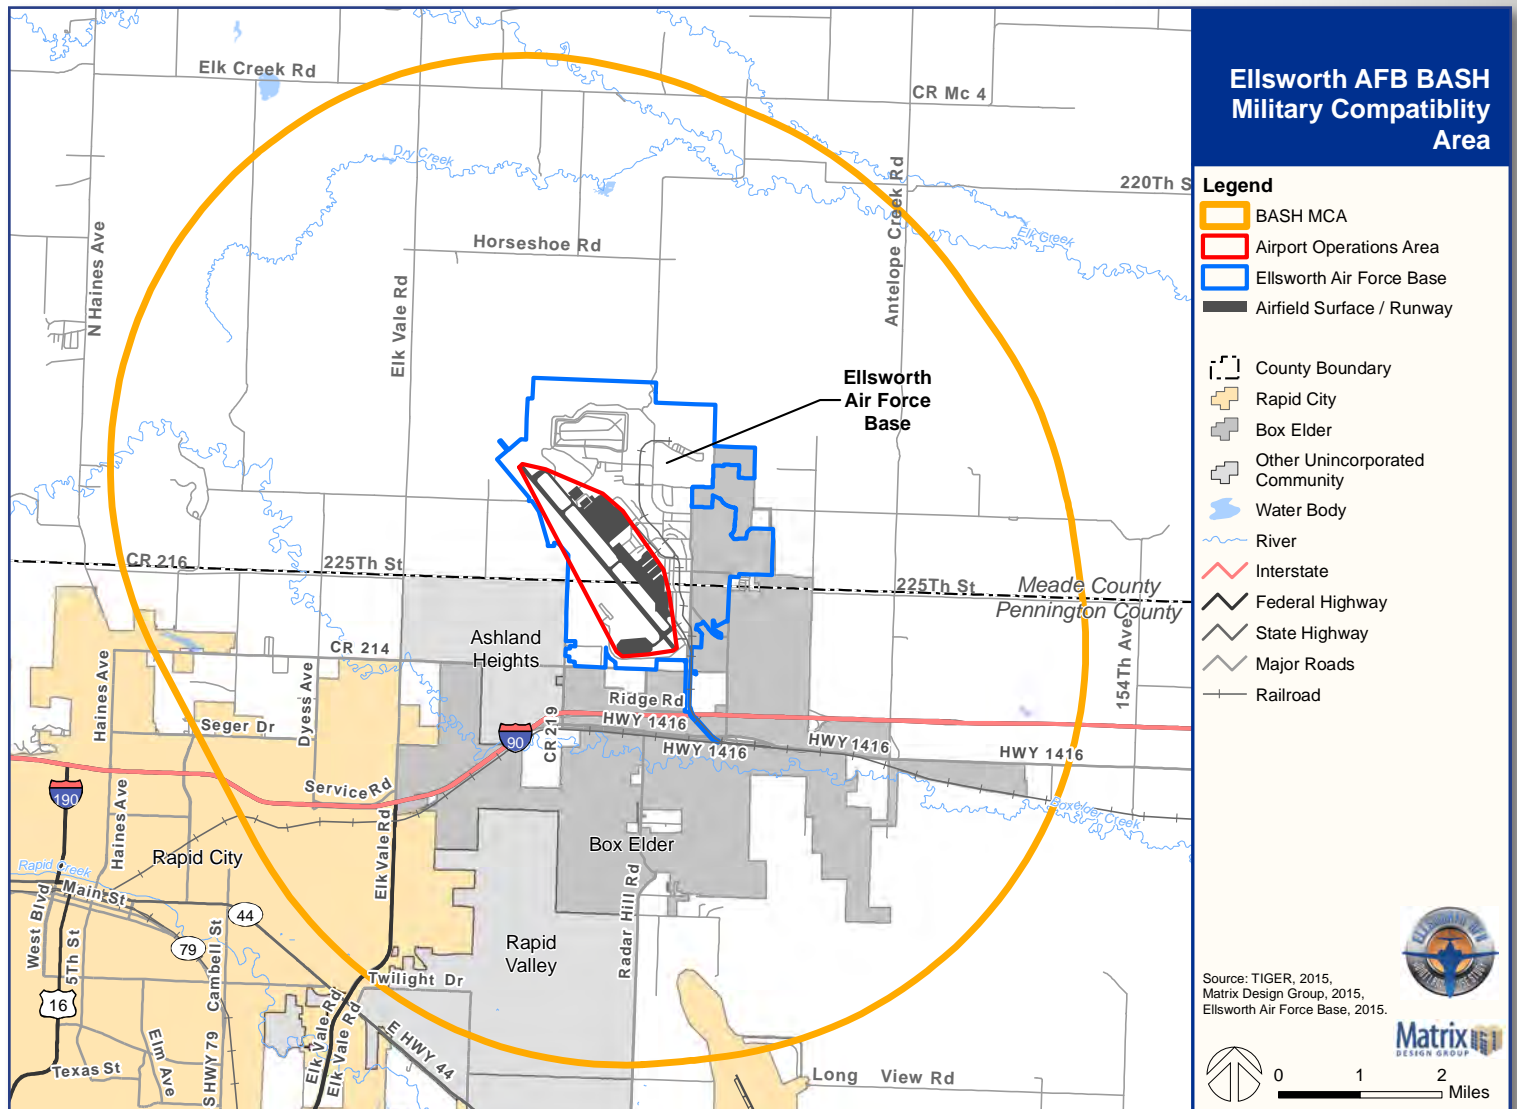 Ellsworth AFB BASH
Military Compatiblity
Area
Legend
BASH MCA
Airport Operations Area
Ellsworth Air Force Base
Airfield Surface / Runway
County Boundary
Rapid City
Box Elder
Other Unincorporated
Community
Water Body
River
Interstate
Federal Highway
State Highway
Major Roads
Railroad
Source: TIGER, 2015,
Matrix Design Group, 2015,
Ellsworth Air Force Base, 2015.
Matrix
DESIGN GROUP
0 1 2
Miles
Elk Creek Rd
CR Mc 4
Dry Creek
220Th S
Elk Creek
Antelope Creek Rd
N Haines Ave
Horseshoe Rd
Elk Vale Rd
Ellsworth
Air Force
Base
CR 216
225Th St
225Th St
Meade County
Pennington County
Ashland
Heights
CR 214
154Th Ave
Haines Ave
Dyess Ave
Seger Dr
Ridge Rd
CR 219
HWY 1416
HWY 1416
HWY 1416
HWY 1416
90
190
Service Rd
Haines Ave
Elk Vale Rd
Boxelder Creek
Rapid City
Box Elder
Rapid Creek
Main St
West Blvd
5Th St
44
79
Cambell St
Radar Hill Rd
Rapid
Valley
Twilight Dr
16
Elm Ave
S HWY 79
Elk Vale Rd
Elk Vale Rd
E HWY 44
Texas St
Long View Rd